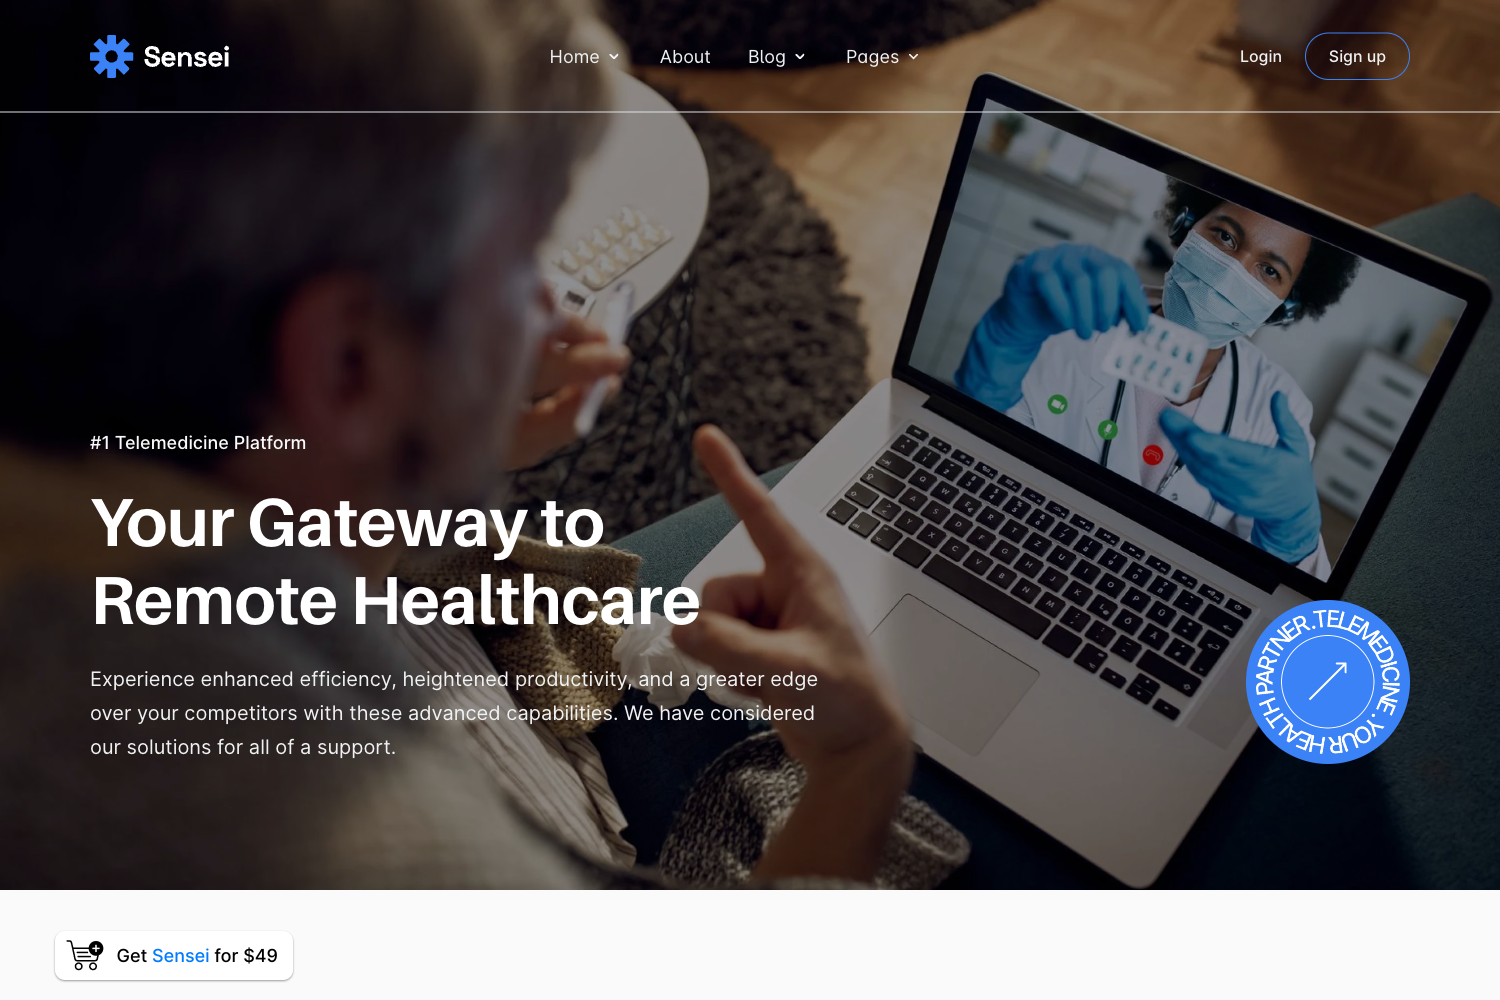 Sensei
Home
About
Blog
Pages
Login
Sign up
#1 Telemedicine Platform
Your Gateway to
Remote Healthcare
Experience enhanced efficiency, heightened productivity, and a greater edge
over your competitors with these advanced capabilities. We have considered
our solutions for all of a support.
TELEMEDICINE . YOUR HEALTH PARTNER .
Get Sensei for $49